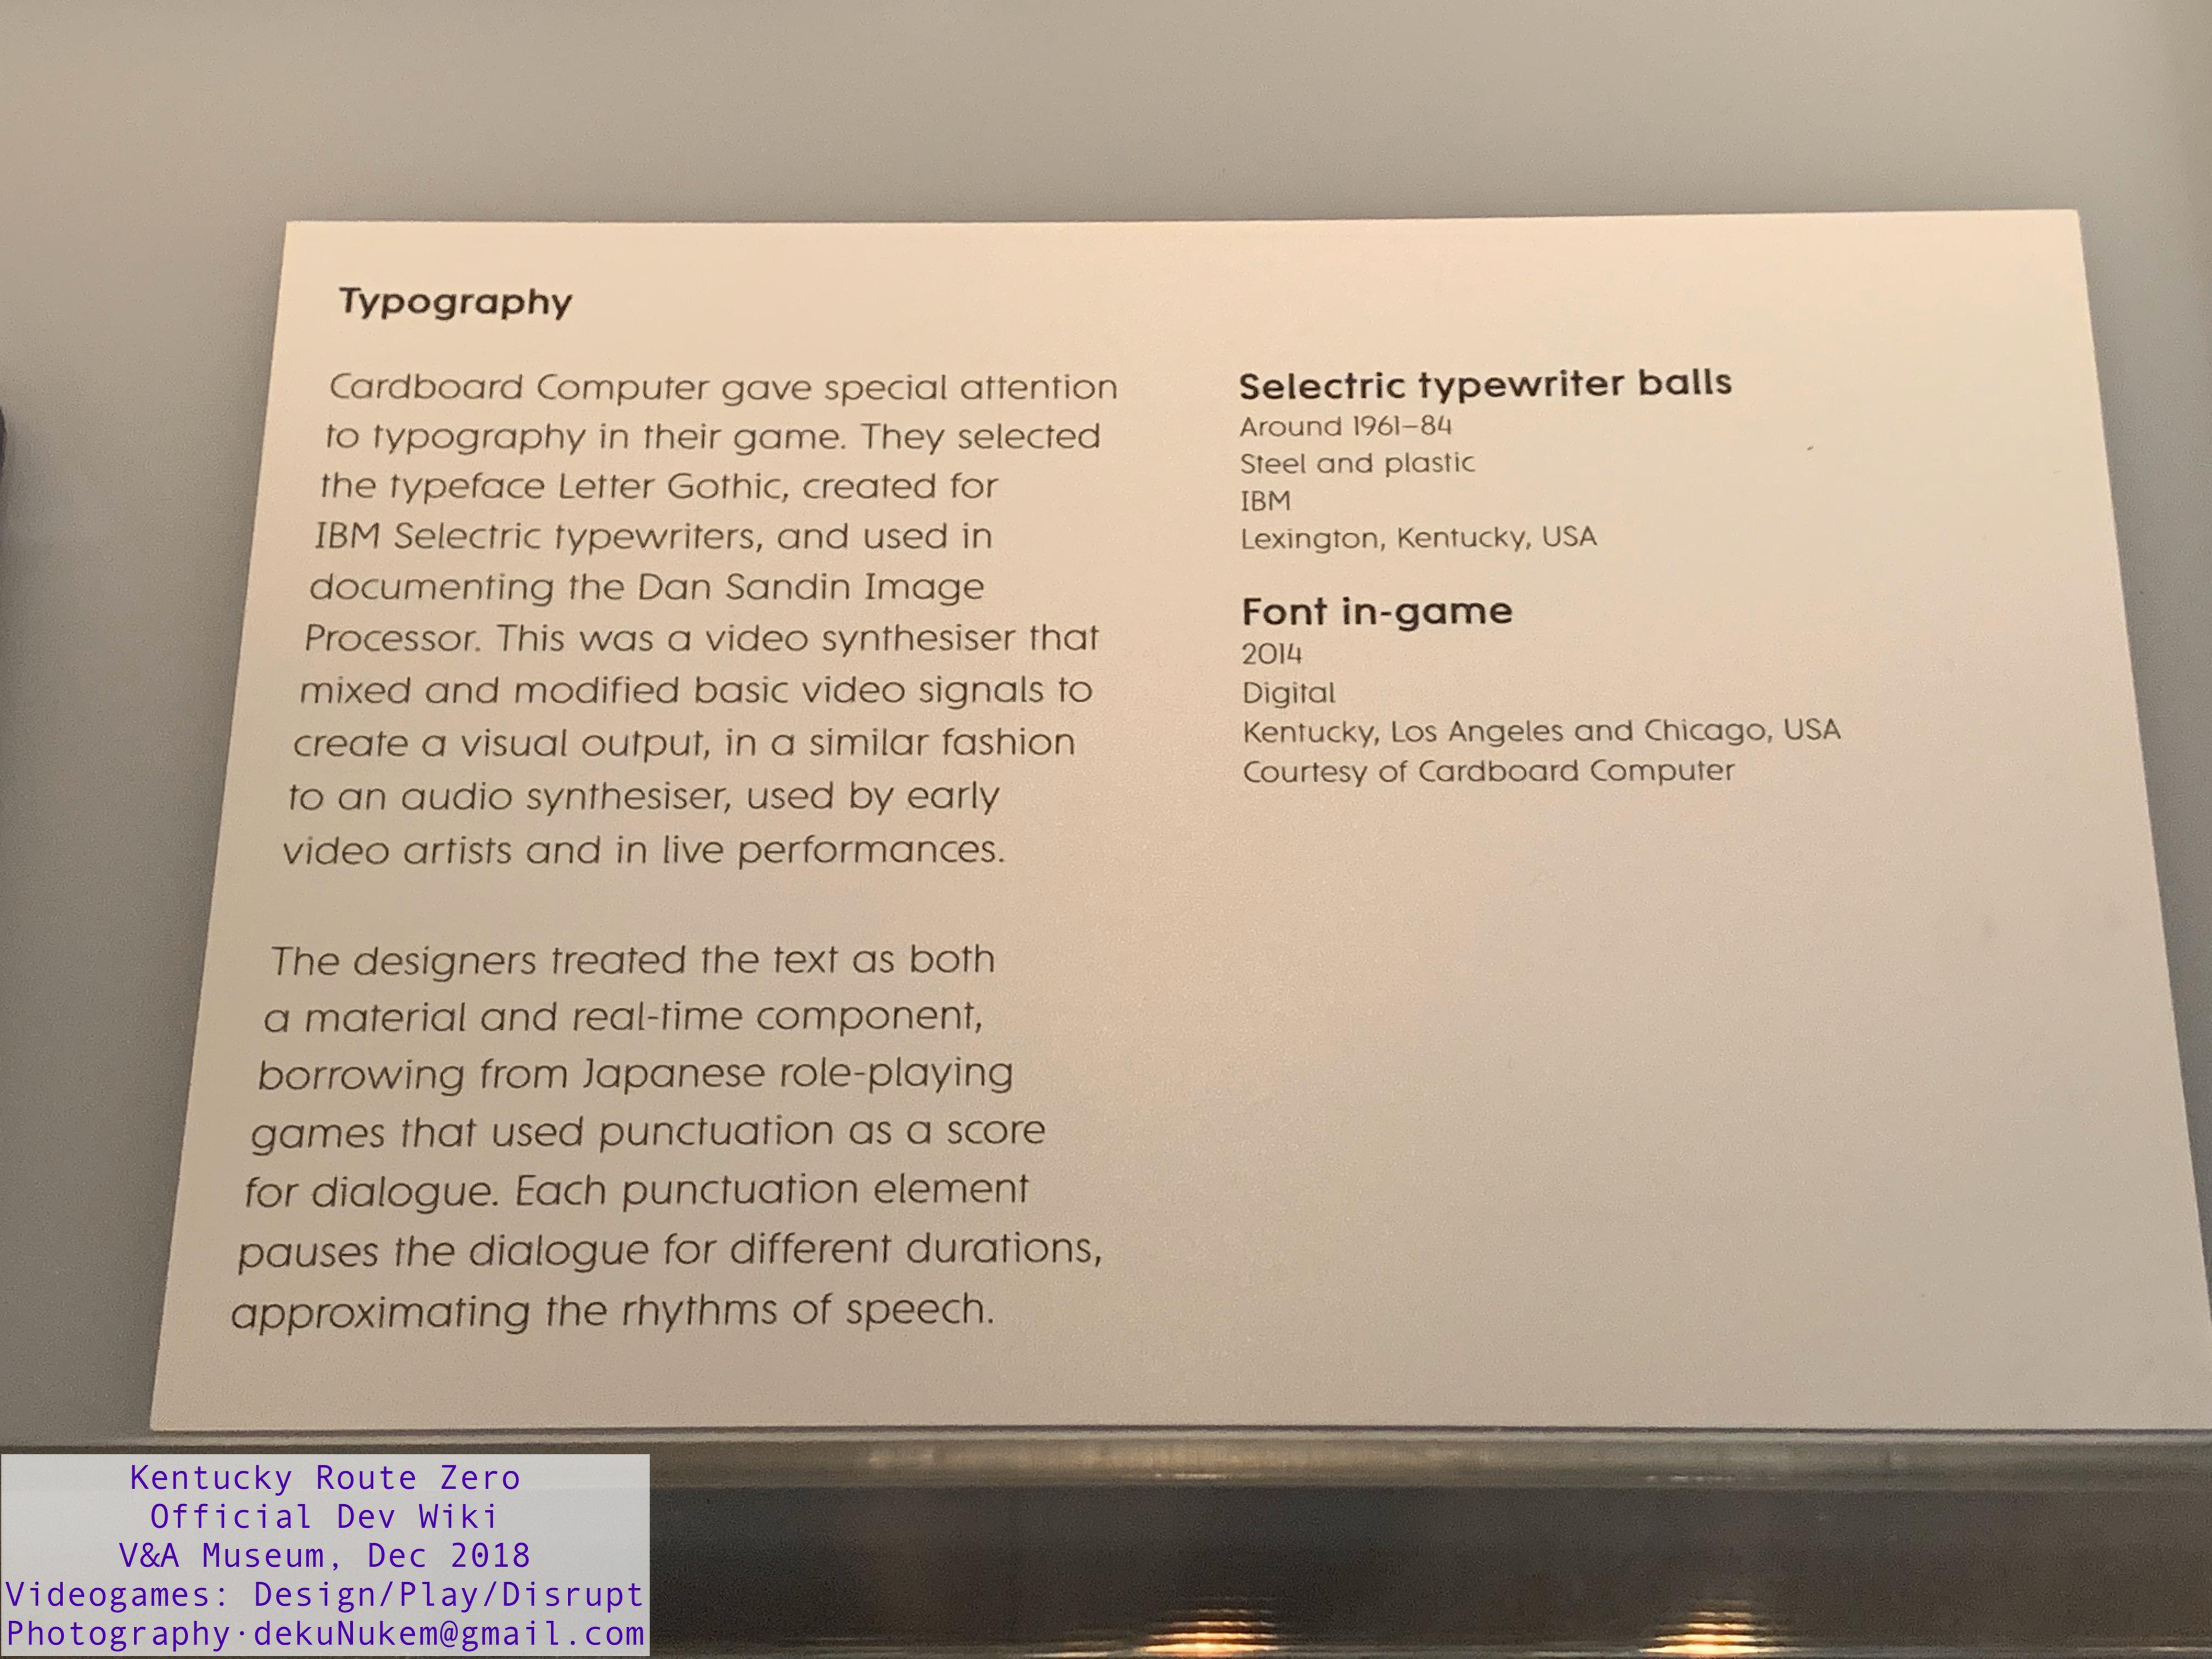 Typography
Cardboard Computer gave special attention
to typography in their game. They selected
the typeface Letter Gothic, created for
IBM Selectric typewriters, and used in
documenting the Dan Sandin Image
Processor. This was a video synthesiser that
mixed and modified basic video signals to
create a visual output, in a similar fashion
to an audio synthesiser, used by early
video artists and in live performances.
The designers treated the text as both
a material and real-time component,
borrowing from Japanese role-playing
games that used punctuation as a score
for dialogue. Each punctuation element
pauses the dialogue for different durations,
approximating the rhythms of speech.
Selectric typewriter balls
Around 1961–84
Steel and plastic
IBM
Lexington, Kentucky, USA
Font in-game
2014
Digital
Kentucky, Los Angeles and Chicago, USA
Courtesy of Cardboard Computer
Kentucky Route Zero
Official Dev Wiki
V&A Museum, Dec 2018
Videogames: Design/Play/Disrupt
Photography·dekuNukem@gmail.com